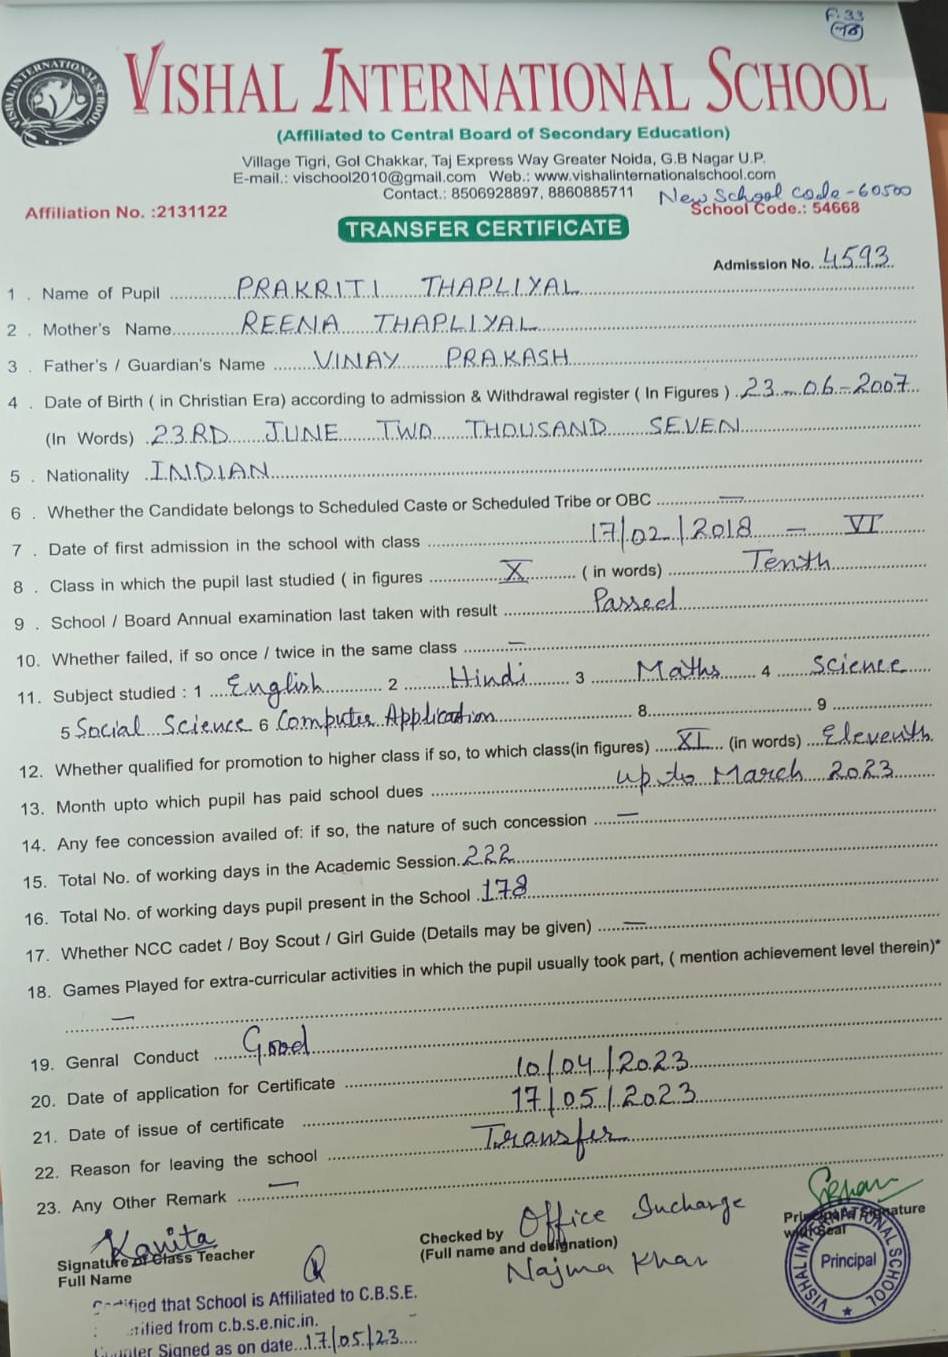 F. 33
VISHAL INTERNATIONAL SCHOOL
VISHAL INTERNATIONAL SCHOOL
(Affiliated to Central Board of Secondary Education)
Village Tigri, Gol Chakkar, Taj Express Way Greater Noida, G.B Nagar U.P.
E-mail.: vischool2010@gmail.com Web.: www.vishalinternationalschool.com
Contact.: 8506928897, 8860885711
New School Code - 60500
Affiliation No. :2131122
School Code.: 54668
TRANSFER CERTIFICATE
Admission No. 4593
1 . Name of Pupil PRAKRITI THAPLIYAL
2 . Mother's Name REENA THAPLIYAL
3 . Father's / Guardian's Name VINAY PRAKASH
4 . Date of Birth ( in Christian Era) according to admission & Withdrawal register ( In Figures ) 23-06-2007
(In Words) 23RD JUNE TWO THOUSAND SEVEN
5 . Nationality INDIAN
6 . Whether the Candidate belongs to Scheduled Caste or Scheduled Tribe or OBC —
7 . Date of first admission in the school with class 17/02/2018 - VI
8 . Class in which the pupil last studied ( in figures X ( in words) Tenth
9 . School / Board Annual examination last taken with result Passed
10. Whether failed, if so once / twice in the same class —
11. Subject studied : 1 English 2 Hindi 3 Maths 4 Science
5 Social Science 6 Computer Application 8 9
12. Whether qualified for promotion to higher class if so, to which class(in figures) XI (in words) Eleventh
13. Month upto which pupil has paid school dues up to March 2023
14. Any fee concession availed of: if so, the nature of such concession —
15. Total No. of working days in the Academic Session. 222
16. Total No. of working days pupil present in the School 178
17. Whether NCC cadet / Boy Scout / Girl Guide (Details may be given) —
18. Games Played for extra-curricular activities in which the pupil usually took part, ( mention achievement level therein)*
—
19. Genral Conduct Good
20. Date of application for Certificate 10/04/2023
21. Date of issue of certificate 17/05/2023
22. Reason for leaving the school Transfer
23. Any Other Remark —
Kavita
Signature of Class Teacher
Full Name
Checked by Office Incharge
(Full name and designation)
Najma Khan
Principal Signature
with Seal
VISHAL INTERNATIONAL SCHOOL
Principal
Certified that School is Affiliated to C.B.S.E.
from c.b.s.e.nic.in.
Counter Signed as on date 17/05/23